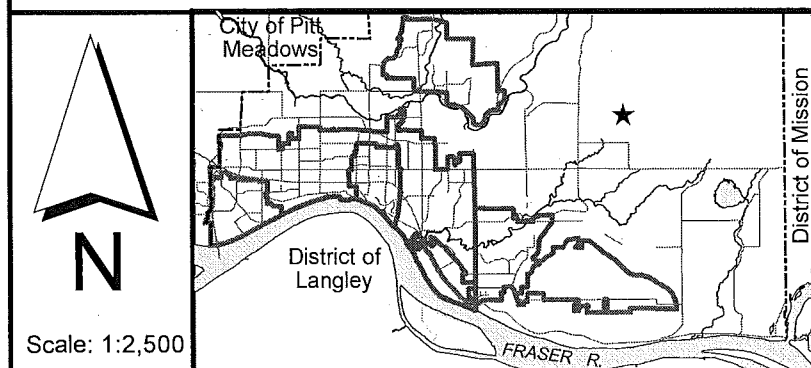 N
Scale: 1:2,500
City of Pitt
Meadows
District of
Langley
FRASER R.
District of Mission